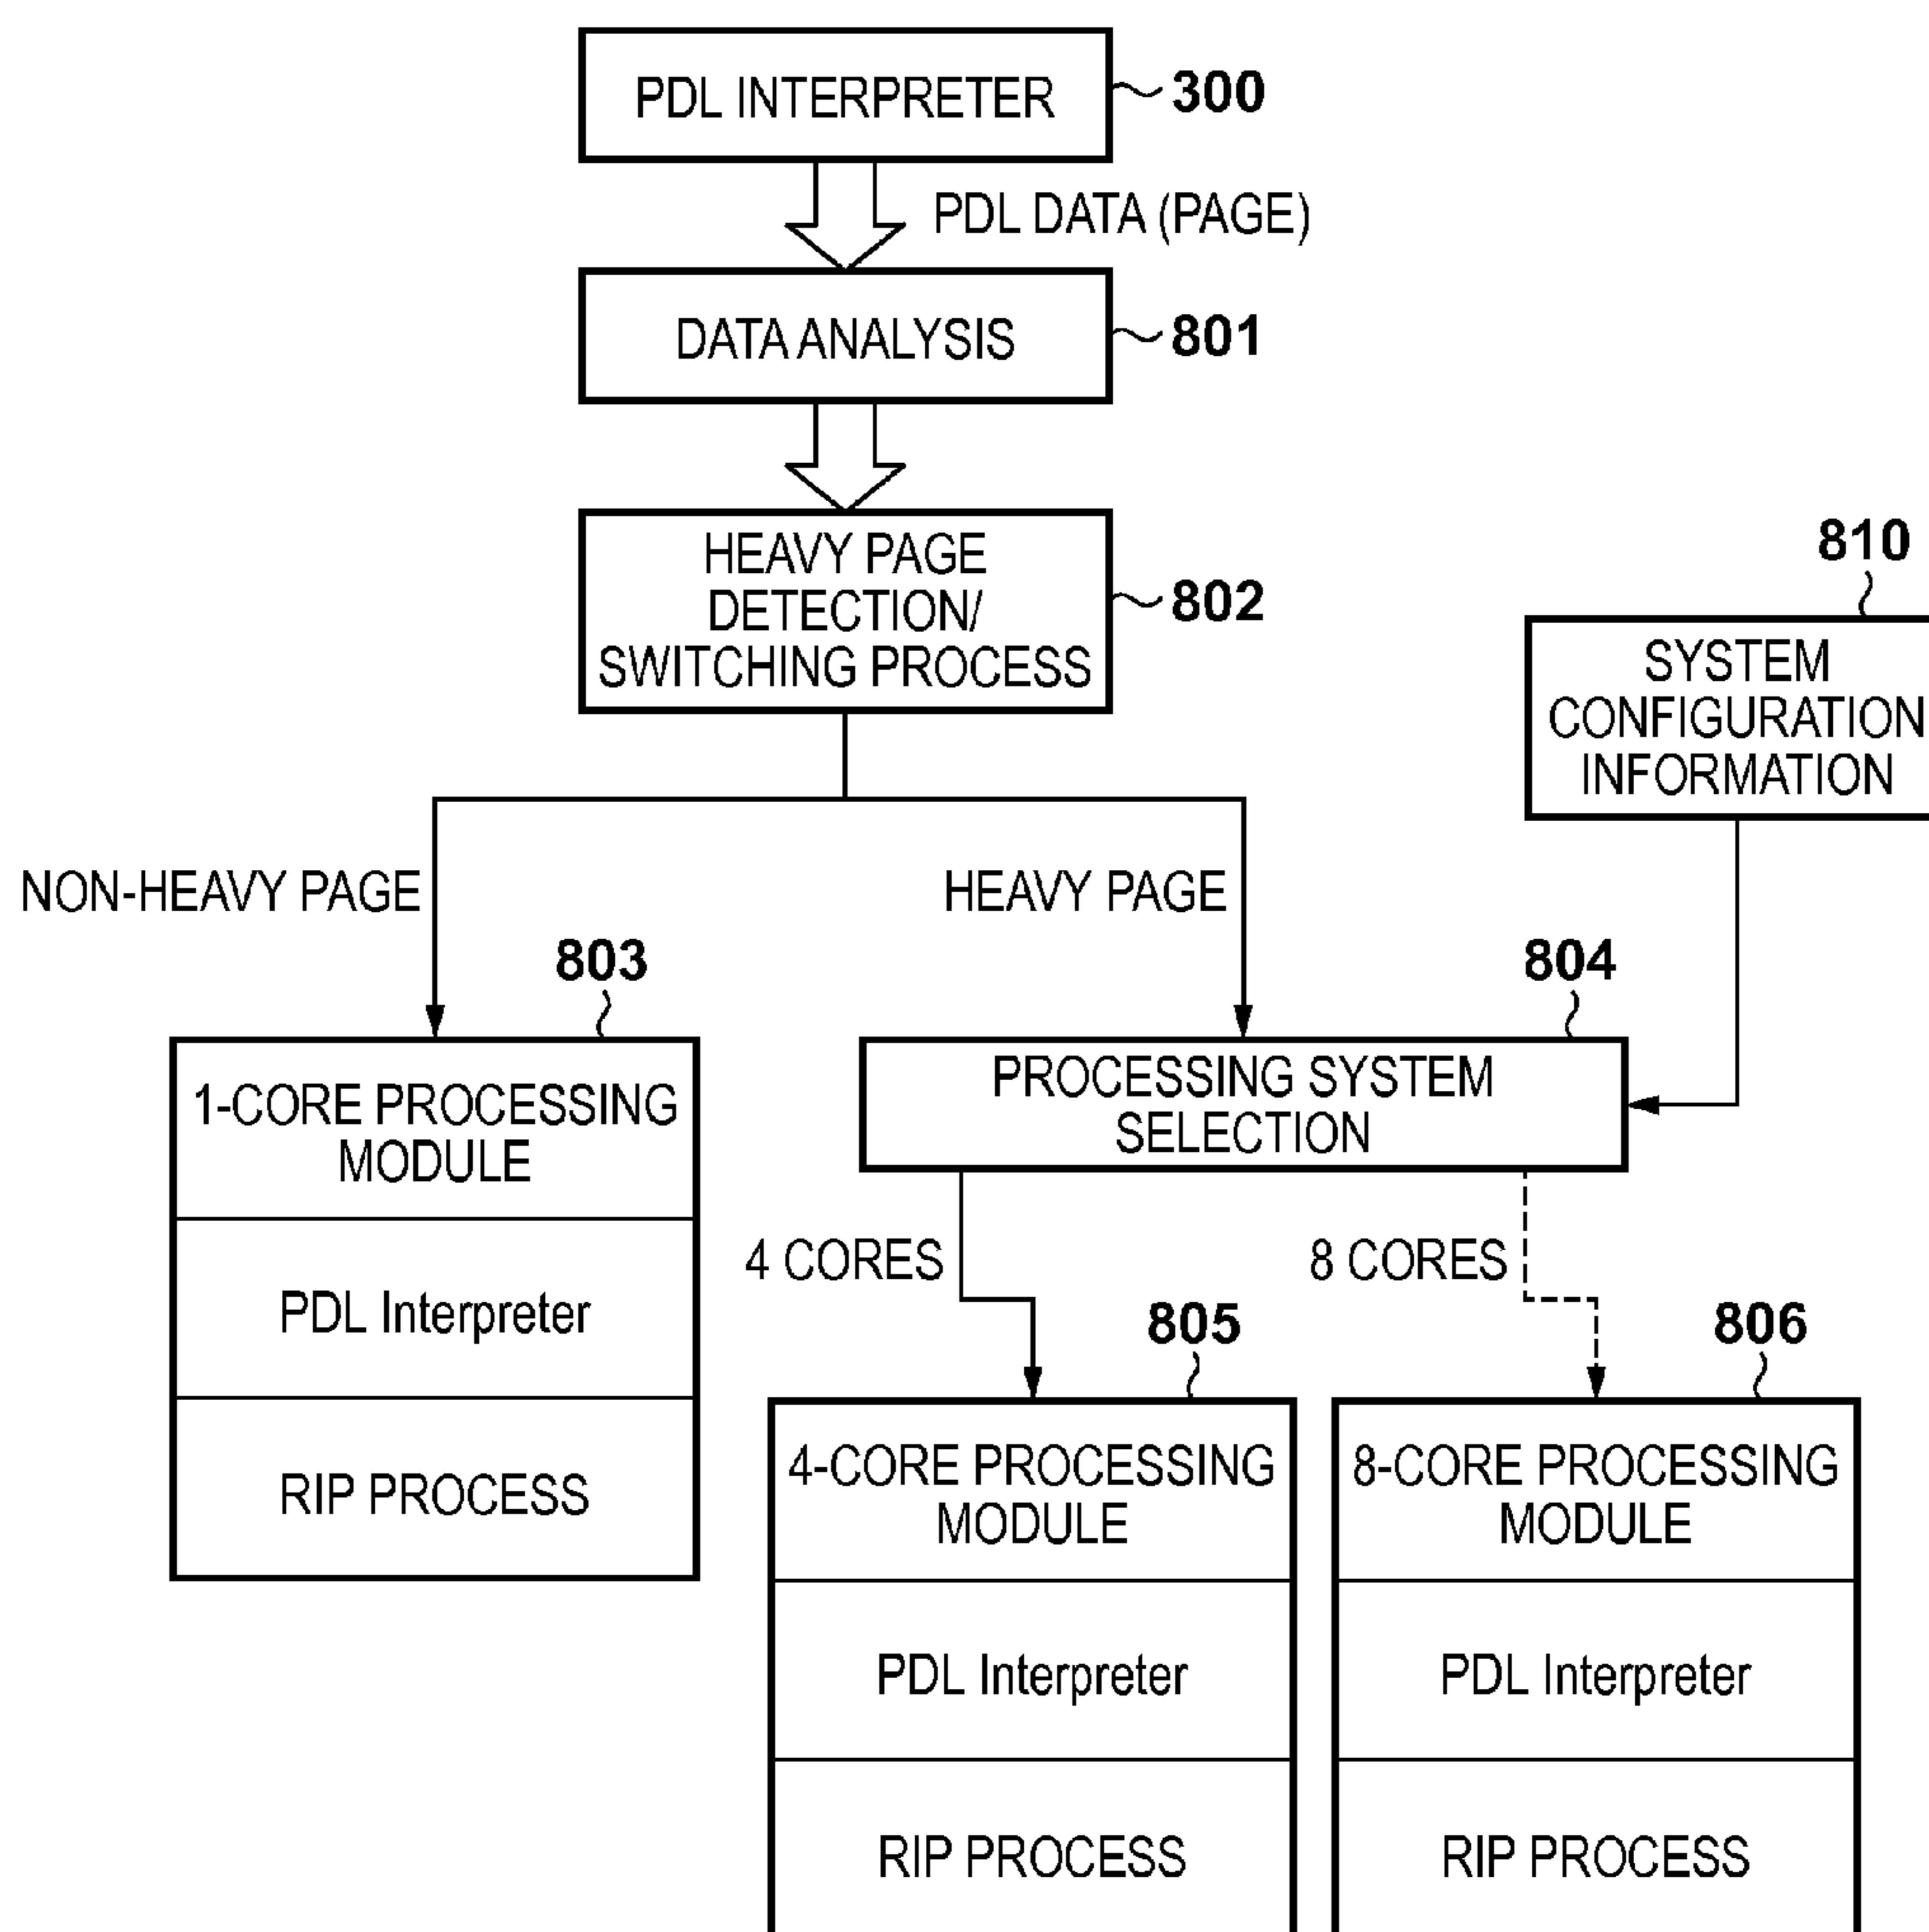 PDL INTERPRETER
300
PDL DATA (PAGE)
DATA ANALYSIS
801
HEAVY PAGE
DETECTION/
SWITCHING PROCESS
802
810
SYSTEM
CONFIGURATION
INFORMATION
NON-HEAVY PAGE
HEAVY PAGE
803
804
1-CORE PROCESSING
MODULE
PDL Interpreter
RIP PROCESS
PROCESSING SYSTEM
SELECTION
4 CORES
8 CORES
805
806
4-CORE PROCESSING
MODULE
PDL Interpreter
RIP PROCESS
8-CORE PROCESSING
MODULE
PDL Interpreter
RIP PROCESS